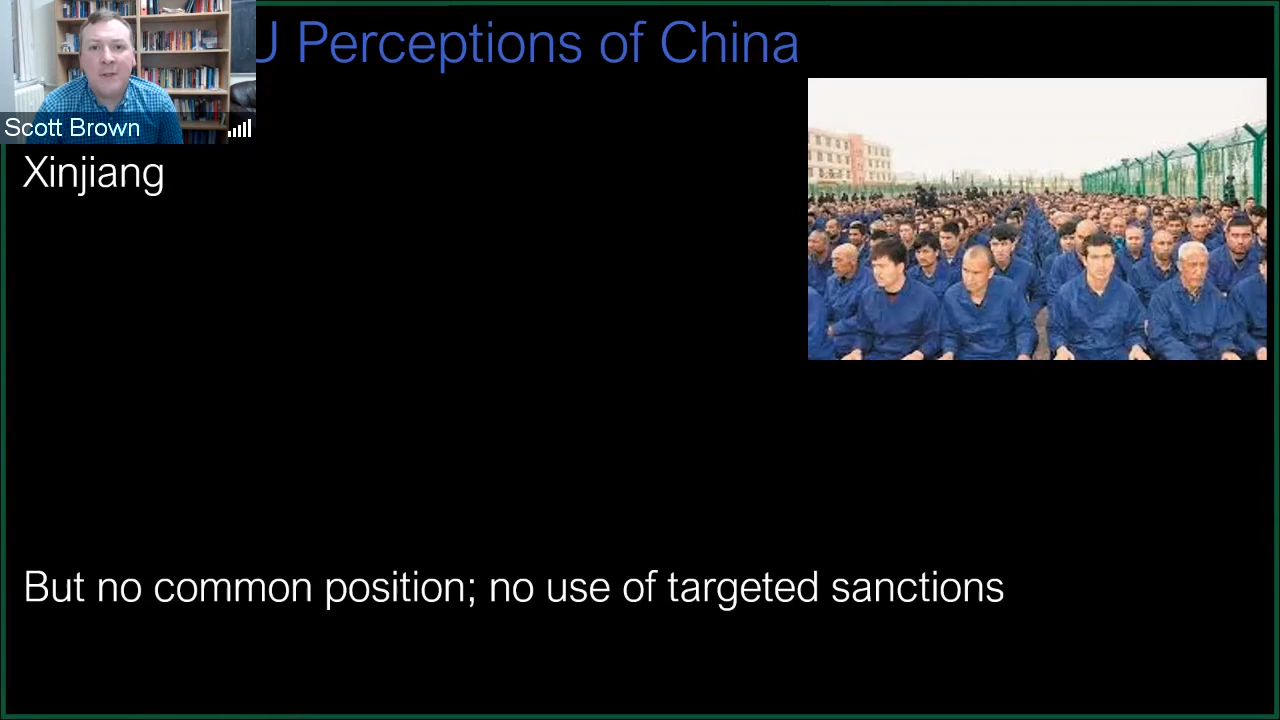 U Perceptions of China
Scott Brown
Xinjiang
But no common position; no use of targeted sanctions